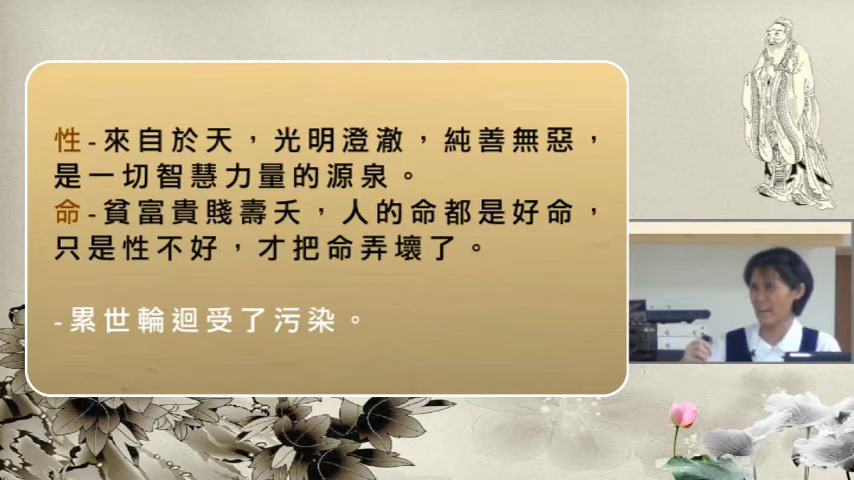 性-來自於天，光明澄澈，純善無惡，
是一切智慧力量的源泉。
命-貧富貴賤壽夭，人的命都是好命，
只是性不好，才把命弄壞了。
-累世輪迴受了污染。